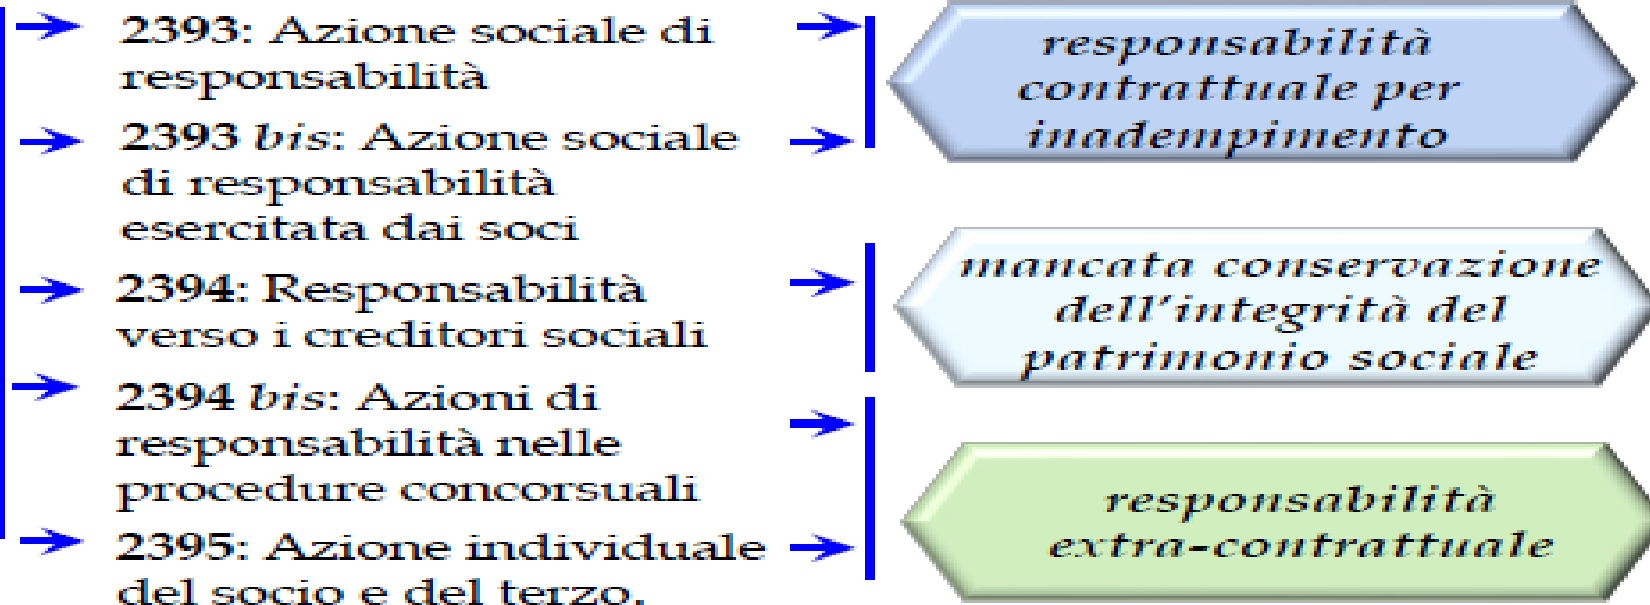 2393: Azione sociale di
responsabilità
2393 bis: Azione sociale
di responsabilità
esercitata dai soci
2394: Responsabilità
verso i creditori sociali
2394 bis: Azioni di
responsabilità nelle
procedure concorsuali
2395: Azione individuale
del socio e del terzo.
responsabilità
contrattuale per
inadempimento
mancata conservazione
dell'integrità del
patrimonio sociale
responsabilità
extra-contrattuale